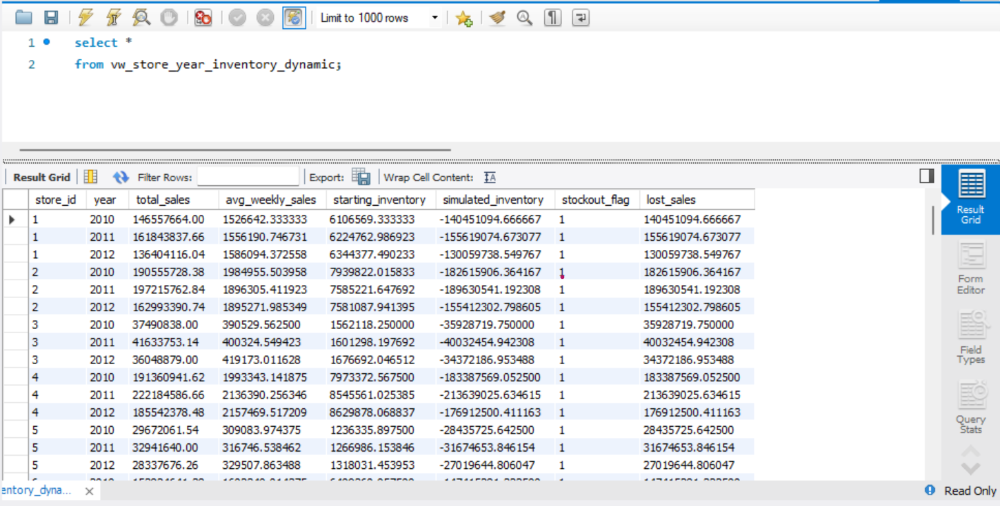 Limit to 1000 rows
1 select *
2 from vw_store_year_inventory_dynamic;
Result Grid Filter Rows: Export: Wrap Cell Content:
store_id year total_sales avg_weekly_sales starting_inventory simulated_inventory stockout_flag lost_sales
1 2010 146557664.00 1526642.333333 6106569.333333 -140451094.666667 1 140451094.666667
1 2011 161843837.66 1556190.746731 6224762.986923 -155619074.673077 1 155619074.673077
1 2012 136404116.04 1586094.372558 6344377.490233 -130059738.549767 1 130059738.549767
2 2010 190555728.38 1984955.503958 7939822.015833 -182615906.364167 1 182615906.364167
2 2011 197215762.84 1896305.411923 7585221.647692 -189630541.192308 1 189630541.192308
2 2012 162993390.74 1895271.985349 7581087.941395 -155412302.798605 1 155412302.798605
3 2010 37490838.00 390529.562500 1562118.250000 -35928719.750000 1 35928719.750000
3 2011 41633753.14 400324.549423 1601298.197692 -40032454.942308 1 40032454.942308
3 2012 36048879.00 419173.011628 1676692.046512 -34372186.953488 1 34372186.953488
4 2010 191360941.62 1993343.141875 7973372.567500 -183387569.052500 1 183387569.052500
4 2011 222184586.66 2136390.256346 8545561.025385 -213639025.634615 1 213639025.634615
4 2012 185542378.48 2157469.517209 8629878.068837 -176912500.411163 1 176912500.411163
5 2010 29672061.54 309083.974375 1236335.897500 -28435725.642500 1 28435725.642500
5 2011 32941640.00 316746.538462 1266986.153846 -31674653.846154 1 31674653.846154
5 2012 28337676.26 329507.863488 1318031.453953 -27019644.806047 1 27019644.806047
Result
Grid
Form
Editor
Field
Types
Query
Stats
entory_dyna...
Read Only